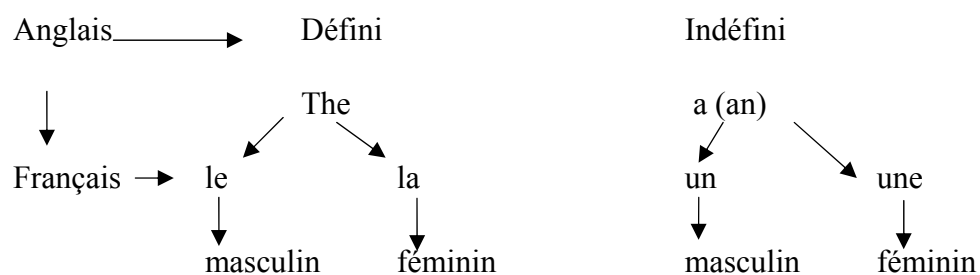 Anglais Défini Indéfini
The a (an)
Français le la un une
masculin féminin masculin féminin